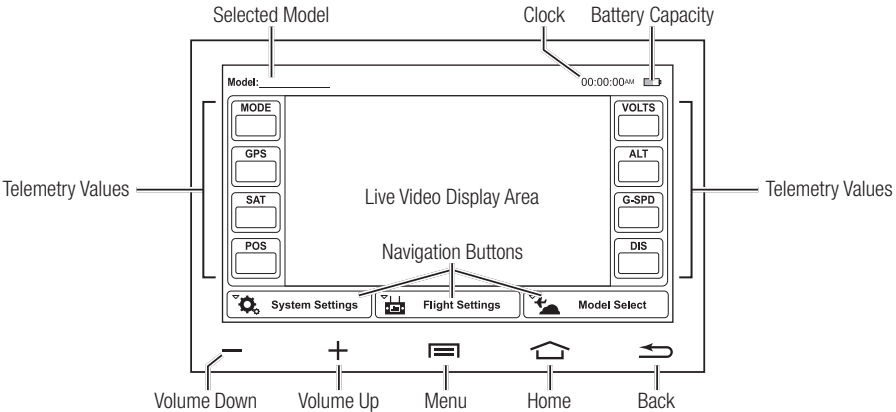 Selected Model
Clock
Battery Capacity
Model:
00:00:00AM
MODE
VOLTS
GPS
ALT
Telemetry Values
Telemetry Values
SAT
Live Video Display Area
G-SPD
POS
Navigation Buttons
DIS
System Settings
Flight Settings
Model Select
Volume Down
Volume Up
Menu
Home
Back